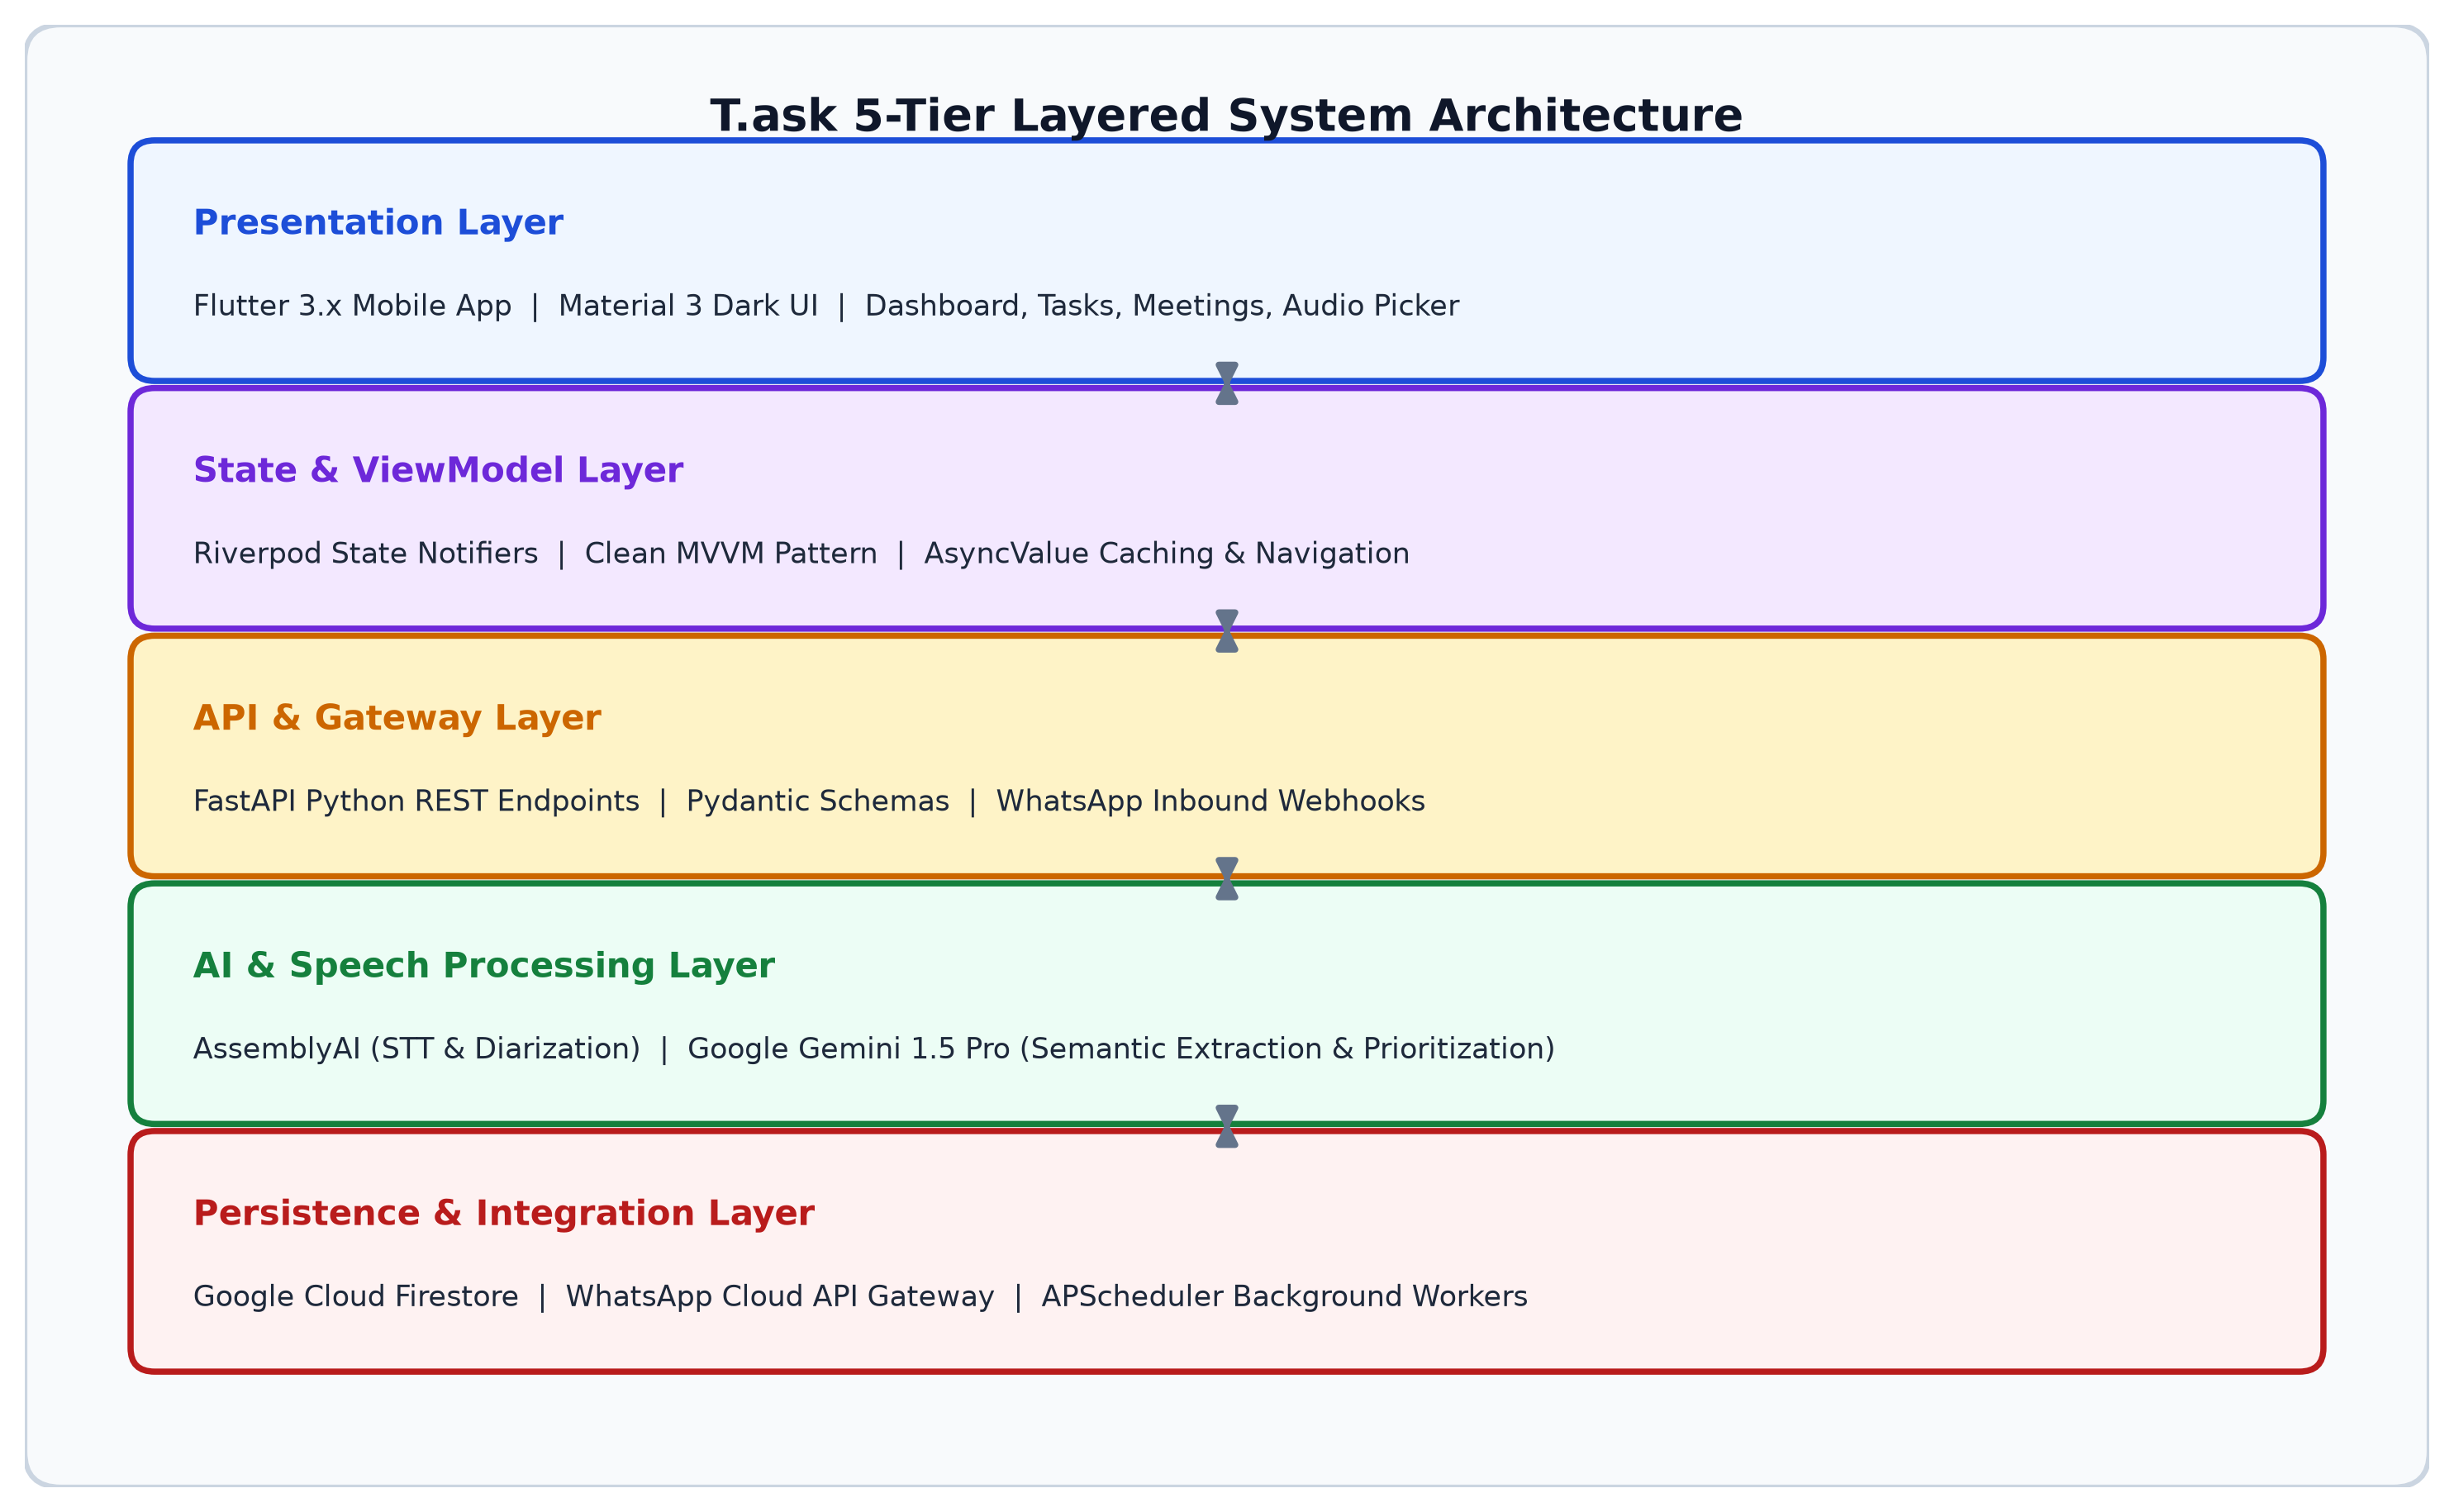 T.ask 5-Tier Layered System Architecture
Presentation Layer
Flutter 3.x Mobile App | Material 3 Dark UI | Dashboard, Tasks, Meetings, Audio Picker
State & ViewModel Layer
Riverpod State Notifiers | Clean MVVM Pattern | AsyncValue Caching & Navigation
API & Gateway Layer
FastAPI Python REST Endpoints | Pydantic Schemas | WhatsApp Inbound Webhooks
AI & Speech Processing Layer
AssemblyAI (STT & Diarization) | Google Gemini 1.5 Pro (Semantic Extraction & Prioritization)
Persistence & Integration Layer
Google Cloud Firestore | WhatsApp Cloud API Gateway | APScheduler Background Workers